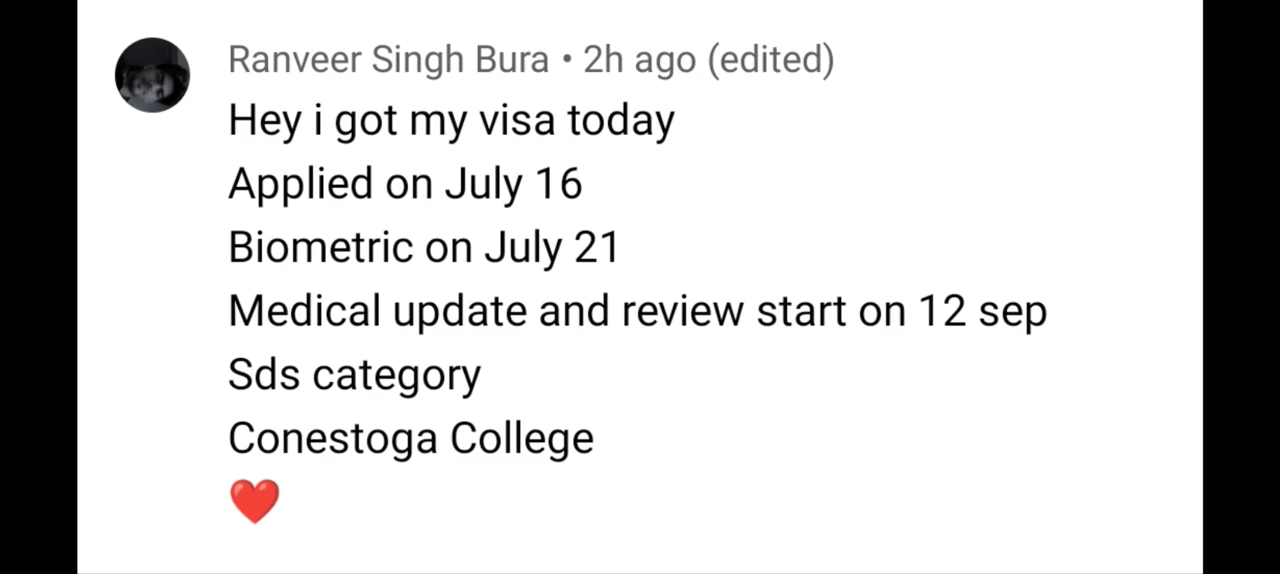 Ranveer Singh Bura • 2h ago (edited)
Hey i got my visa today
Applied on July 16
Biometric on July 21
Medical update and review start on 12 sep
Sds category
Conestoga College
❤️